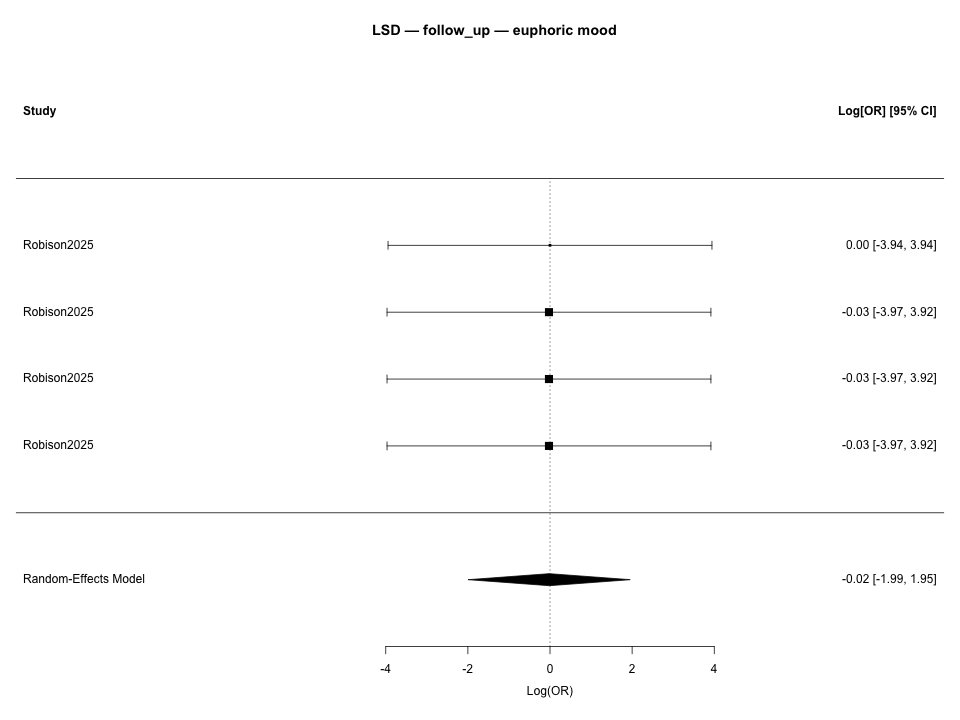 LSD — follow_up — euphoric mood
Study Log[OR] [95% CI]
Robison2025 0.00 [-3.94, 3.94]
Robison2025 -0.03 [-3.97, 3.92]
Robison2025 -0.03 [-3.97, 3.92]
Robison2025 -0.03 [-3.97, 3.92]
Random-Effects Model -0.02 [-1.99, 1.95]
-4 -2 0 2 4
Log(OR)